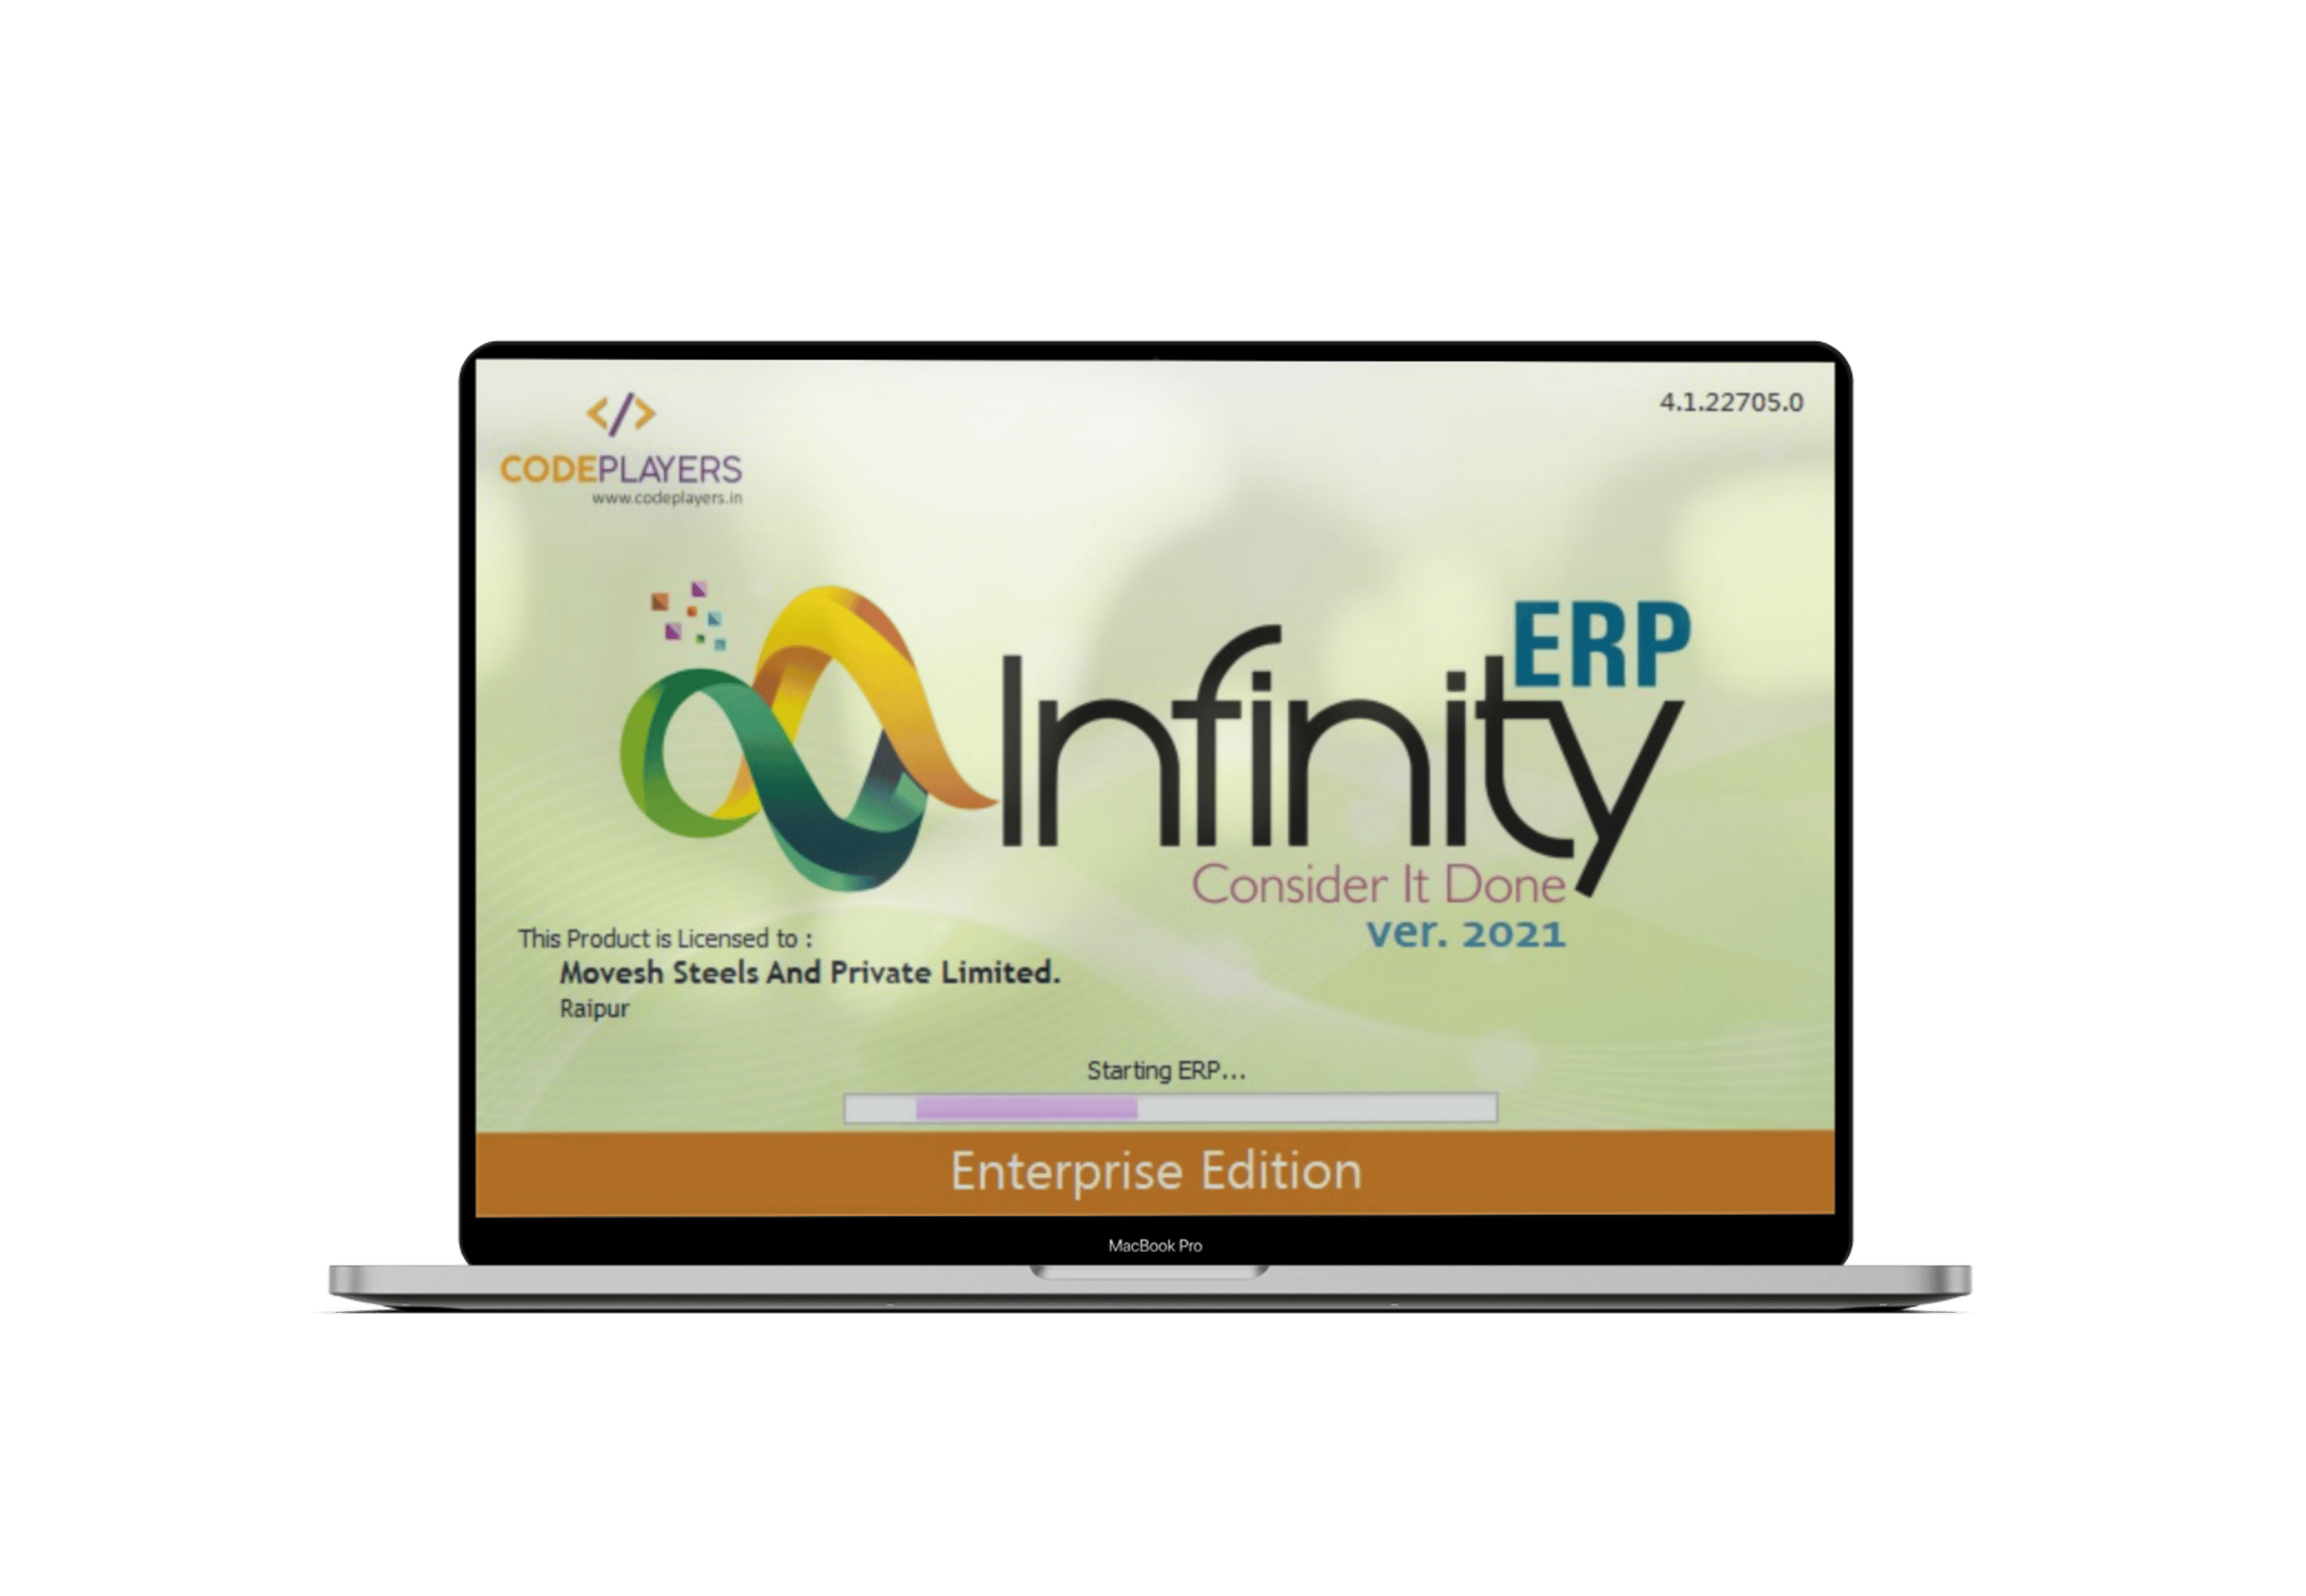 </>
CODEPLAYERS
www.codeplayers.in
4.1.22705.0
Infinity ERP
Consider It Done
ver. 2021
This Product is Licensed to :
Movesh Steels And Private Limited.
Raipur
Starting ERP...
Enterprise Edition
MacBook Pro